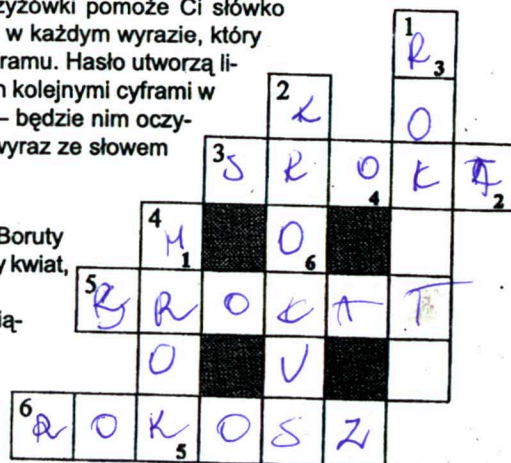 zyżówki pomoże Ci słówko
w każdym wyrazie, który
ramu. Hasło utworzą li-
n kolejnymi cyframi w
– będzie nim oczy-
wyraz ze słowem
Boruty
y kwiat,
ią-
1 R 3
2 K O
3 S R O 4 K A 2
4 M 1 O 6
5 B R O K A T
O U
6 R O K 5 O S Z